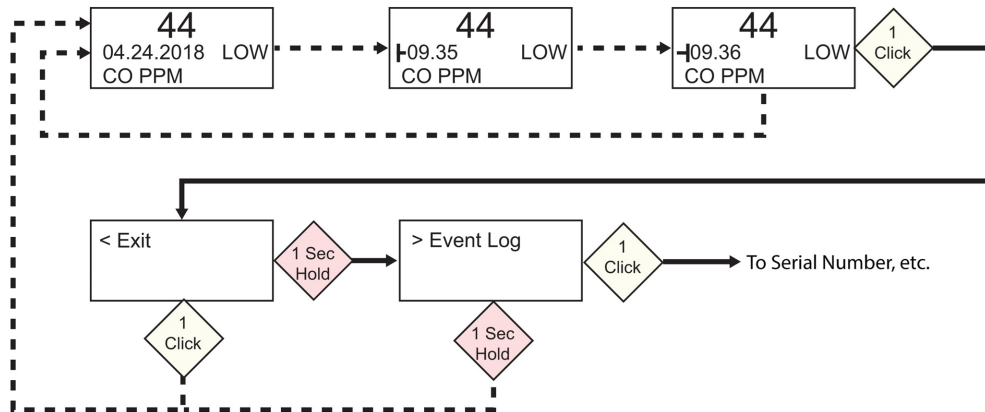 44
04.24.2018 LOW
CO PPM
44
09.35 LOW
CO PPM
44
09.36 LOW
CO PPM
1
Click
< Exit
1 Sec
Hold
> Event Log
1
Click
To Serial Number, etc.
1
Click
1 Sec
Hold